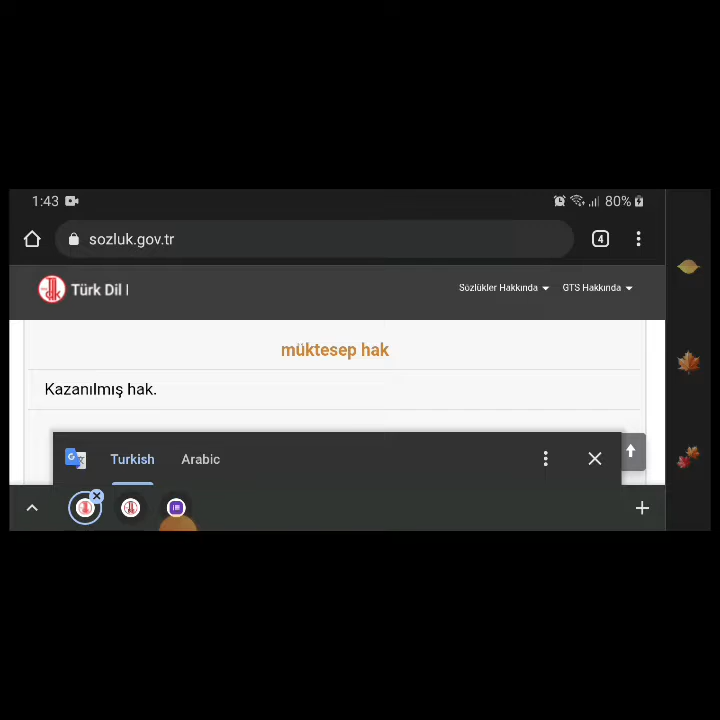 1:43
80%
sozluk.gov.tr
4
Türk Dil
Sözlükler Hakkında
GTS Hakkında
müktesep hak
Kazanılmış hak.
Turkish
Arabic